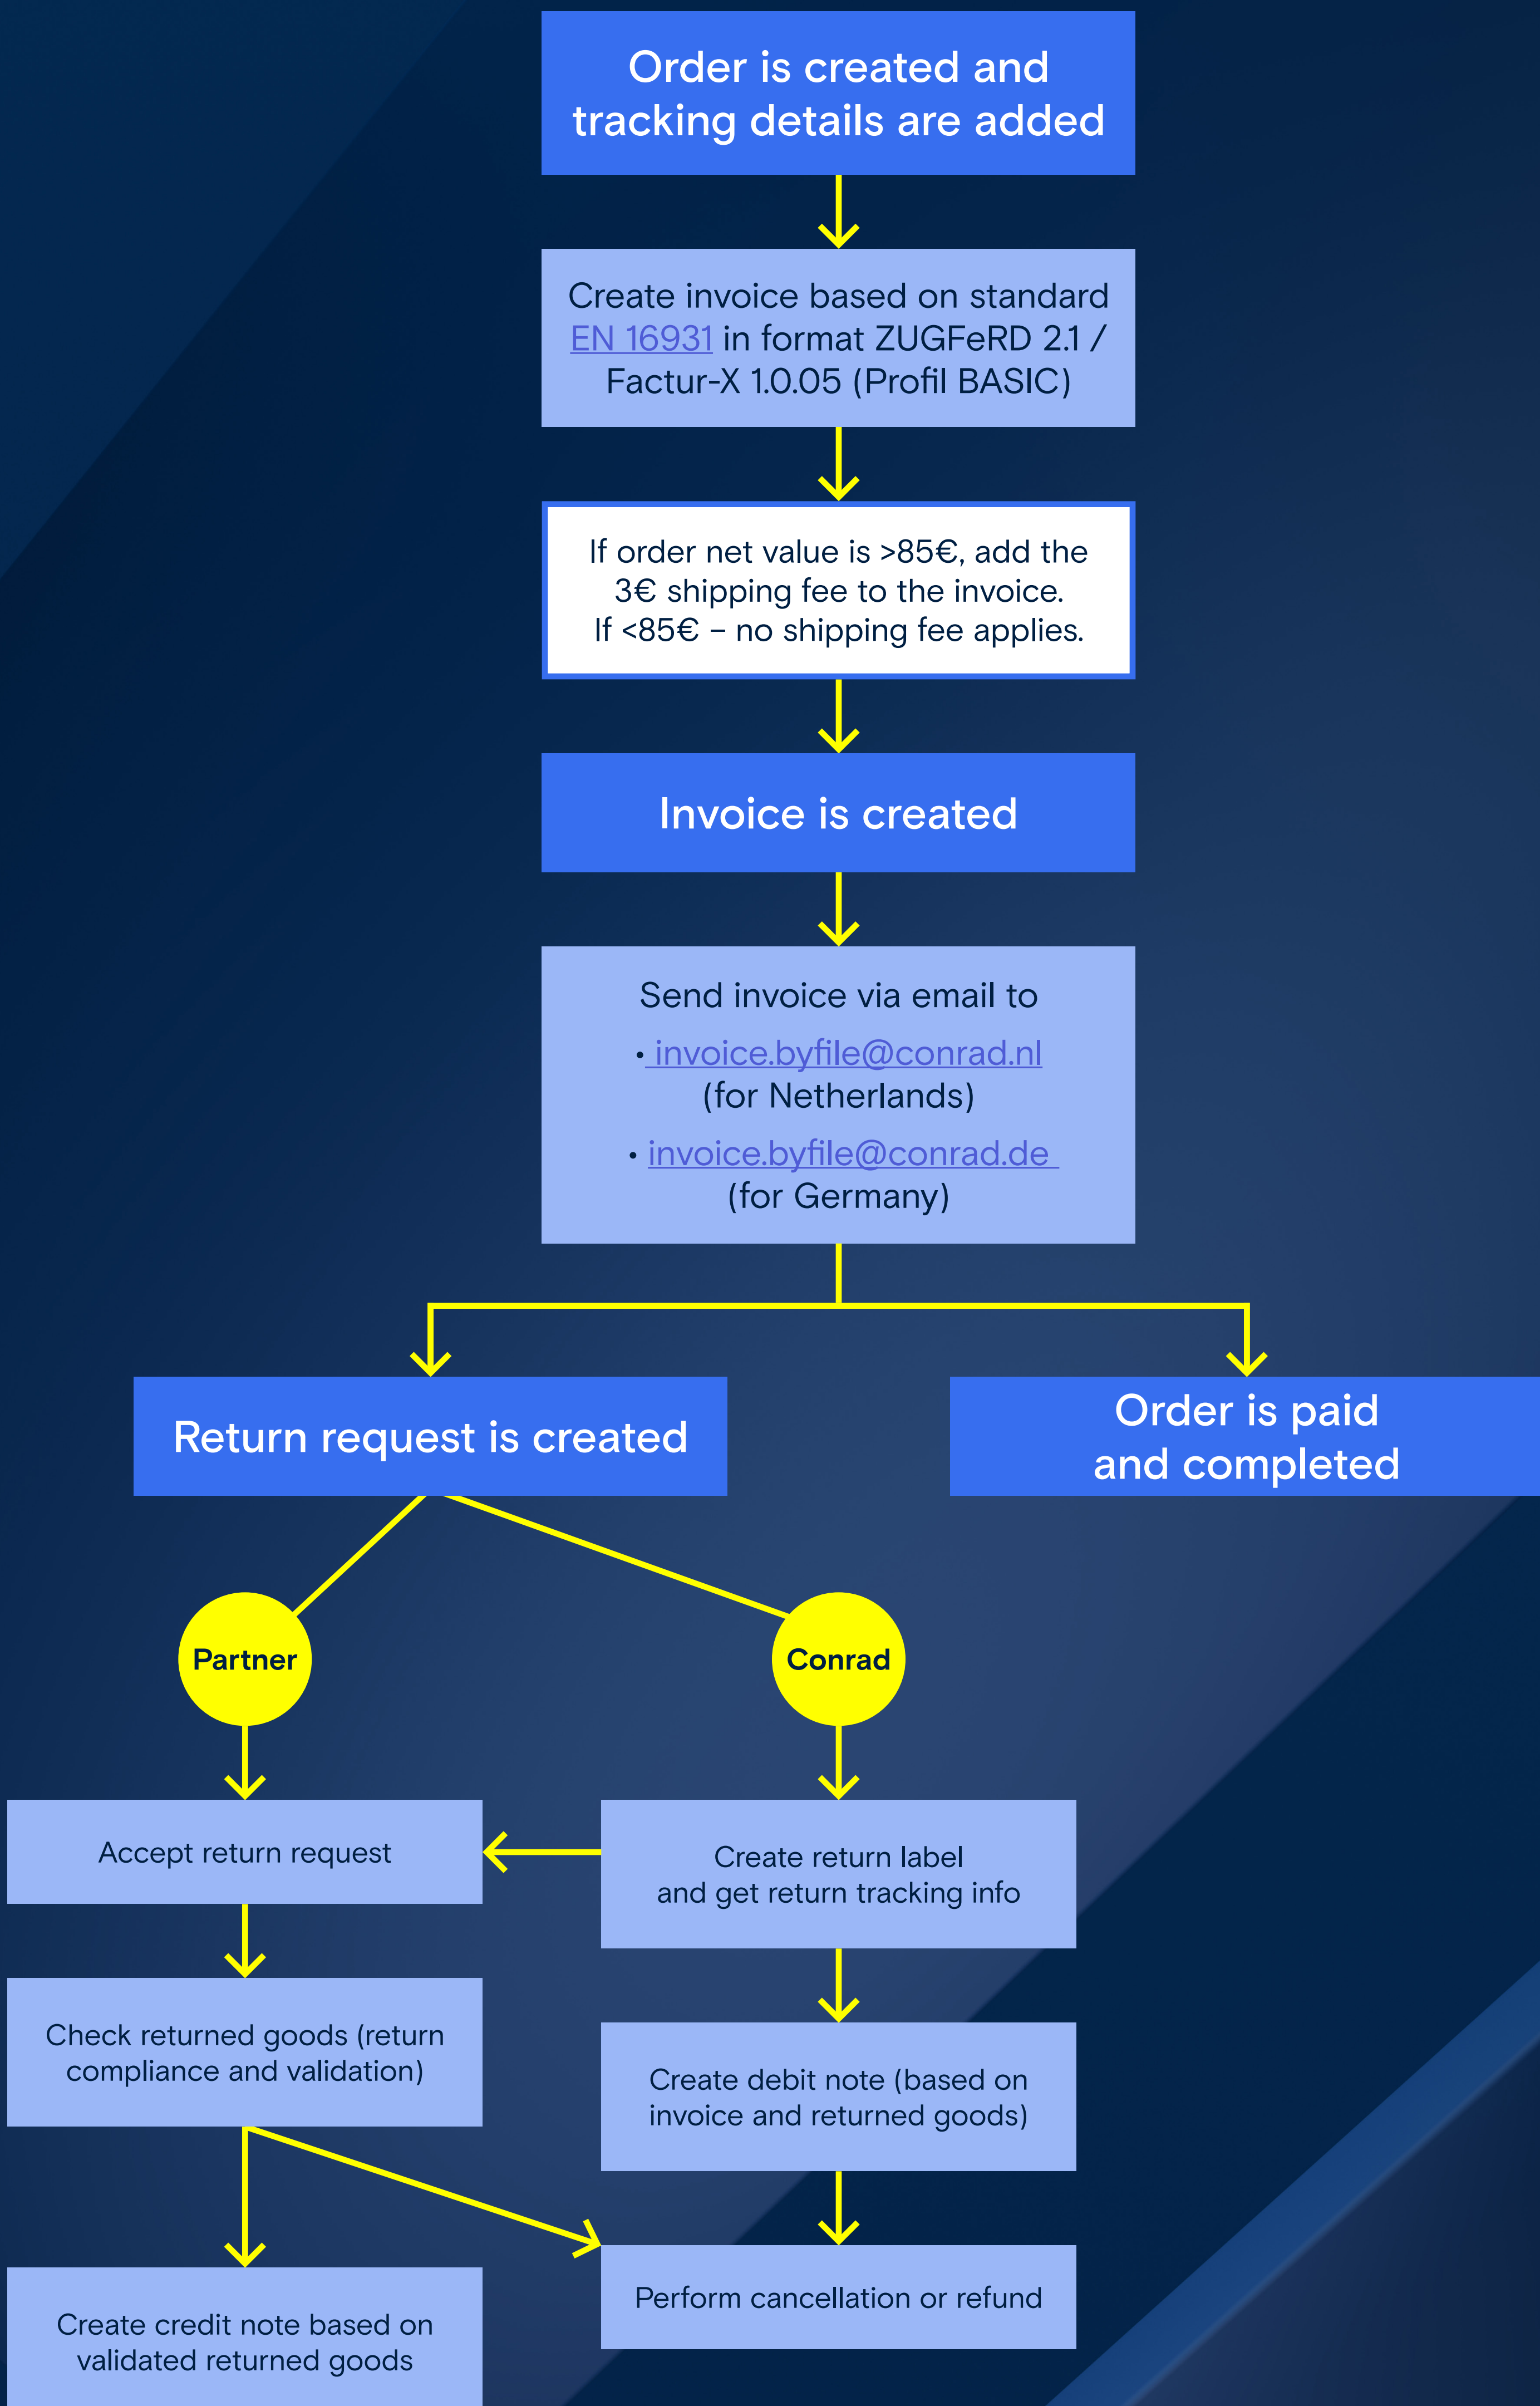 Order is created and
tracking details are added
Create invoice based on standard
EN 16931 in format ZUGFeRD 2.1 /
Factur-X 1.0.05 (Profil BASIC)
If order net value is >85€, add the
3€ shipping fee to the invoice.
If <85€ – no shipping fee applies.
Invoice is created
Send invoice via email to
• invoice.byfile@conrad.nl
(for Netherlands)
• invoice.byfile@conrad.de
(for Germany)
Return request is created
Order is paid
and completed
Partner
Conrad
Accept return request
Create return label
and get return tracking info
Check returned goods (return
compliance and validation)
Create debit note (based on
invoice and returned goods)
Perform cancellation or refund
Create credit note based on
validated returned goods